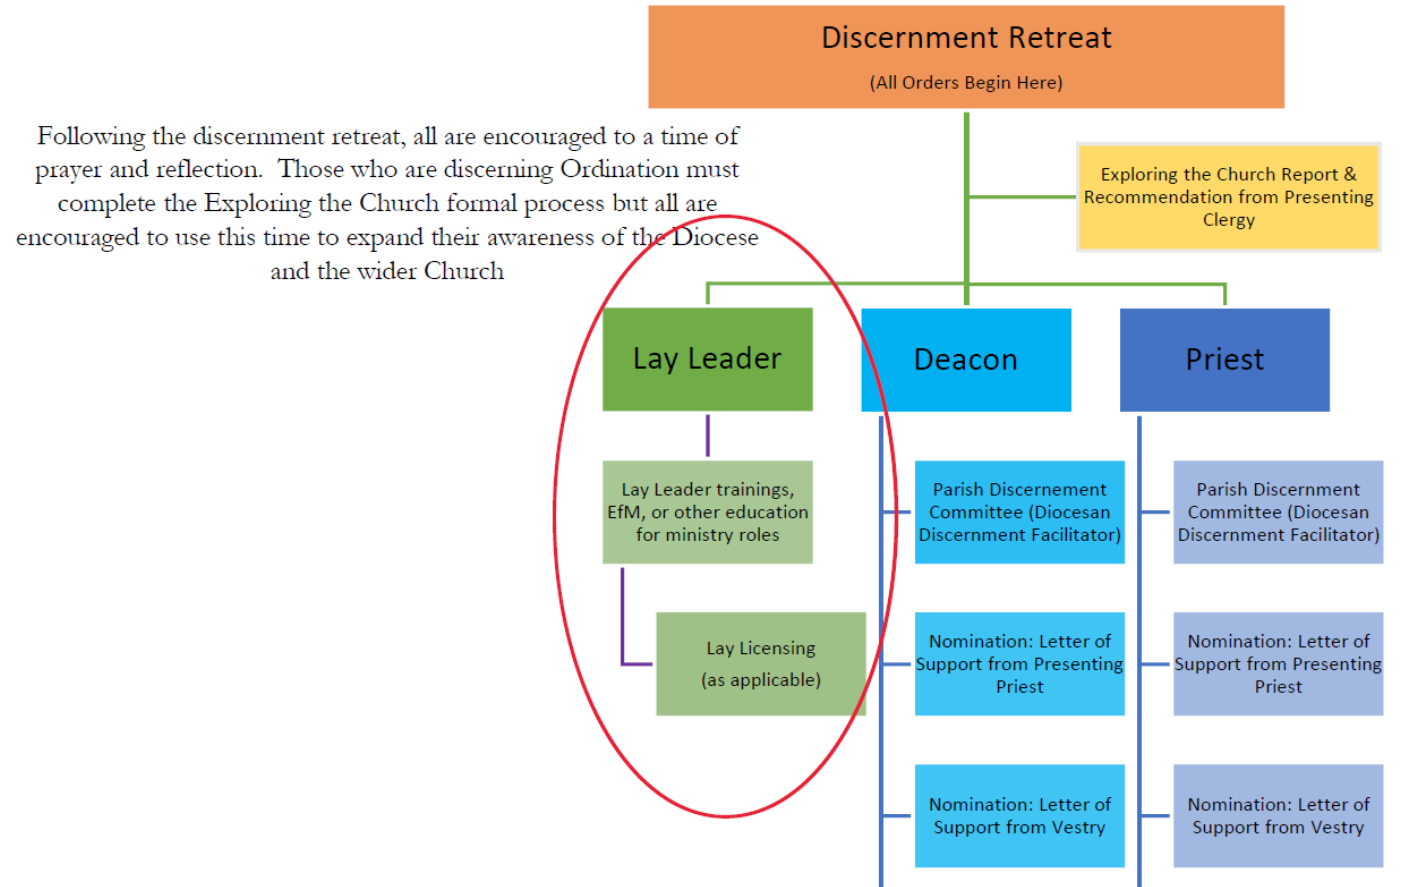 Discernment Retreat
(All Orders Begin Here)
Following the discernment retreat, all are encouraged to a time of
prayer and reflection.  Those who are discerning Ordination must
complete the Exploring the Church formal process but all are
encouraged to use this time to expand their awareness of the Diocese
and the wider Church
Exploring the Church Report &
Recommendation from Presenting
Clergy
Lay Leader
Lay Leader trainings,
EfM, or other education
for ministry roles
Lay Licensing
(as applicable)
Deacon
Parish Discernement
Committee (Diocesan
Discernment Facilitator)
Nomination: Letter of
Support from Presenting
Priest
Nomination: Letter of
Support from Vestry
Priest
Parish Discernment
Committee (Diocesan
Discernment Facilitator)
Nomination: Letter of
Support from Presenting
Priest
Nomination: Letter of
Support from Vestry